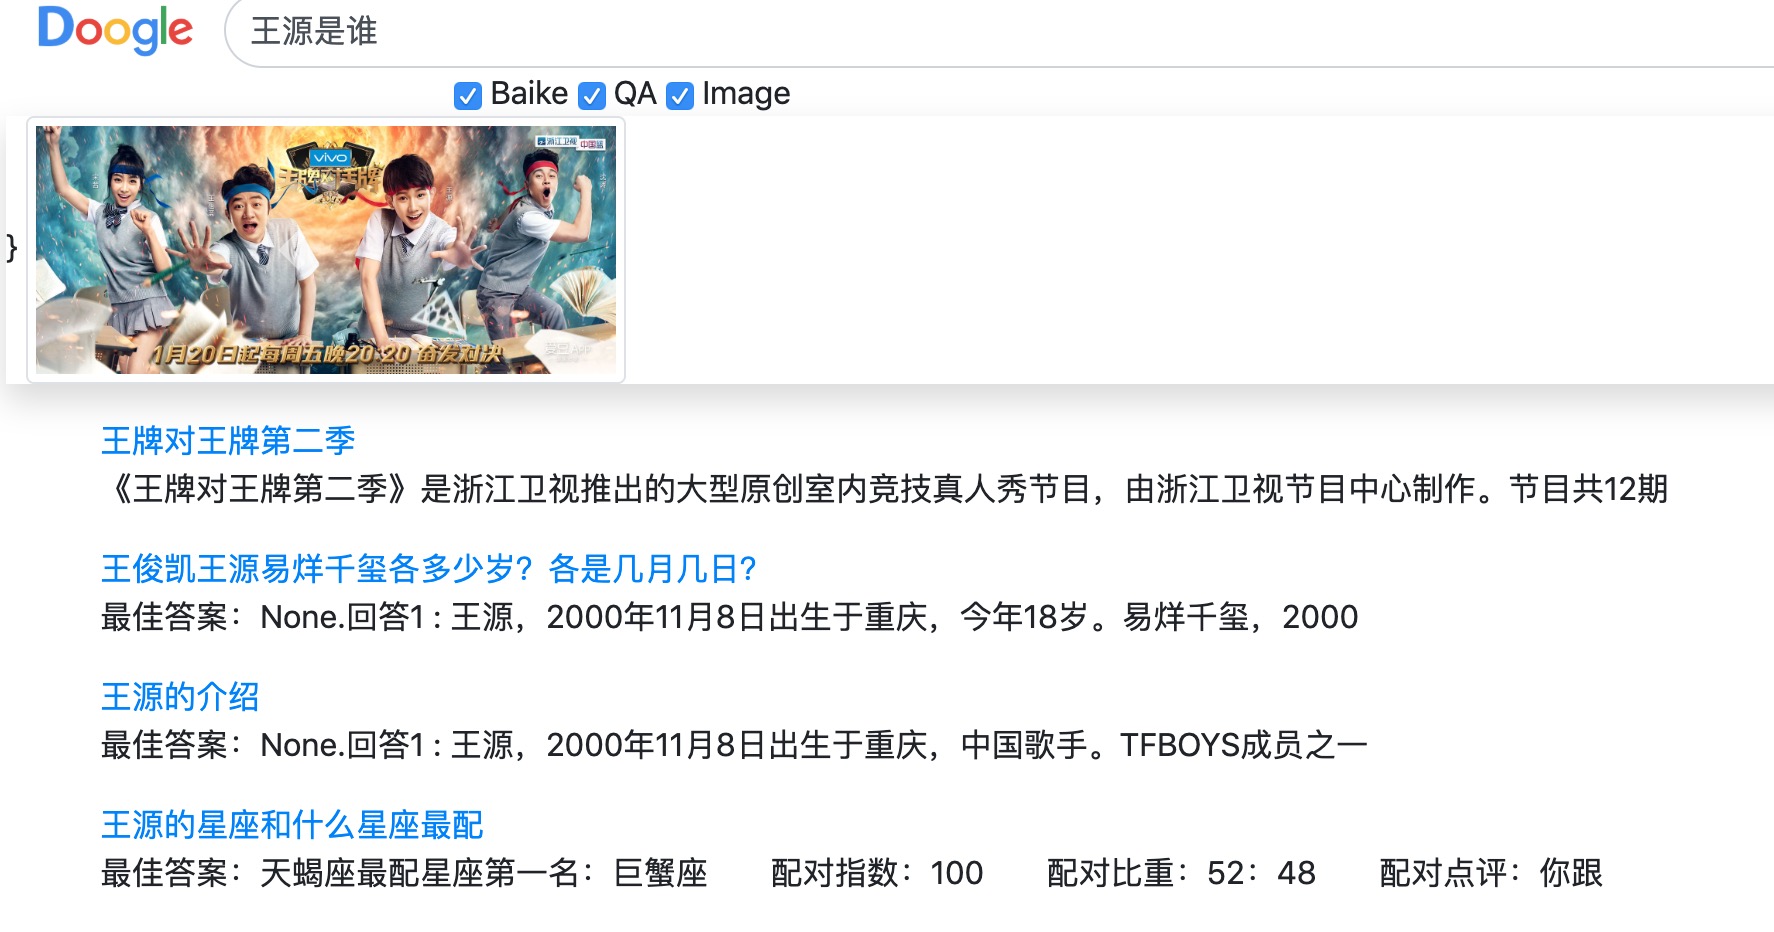 Doogle
王源是谁
Baike QA Image
}
浙江卫视 中国蓝
vivo
王牌对王牌
1月20日起每周五晚20:20 奋发对决
王牌对王牌第二季
《王牌对王牌第二季》是浙江卫视推出的大型原创室内竞技真人秀节目，由浙江卫视节目中心制作。节目共12期
王俊凯王源易烊千玺各多少岁？各是几月几日？
最佳答案：None.回答1 : 王源，2000年11月8日出生于重庆，今年18岁。易烊千玺，2000
王源的介绍
最佳答案：None.回答1 : 王源，2000年11月8日出生于重庆，中国歌手。TFBOYS成员之一
王源的星座和什么星座最配
最佳答案：天蝎座最配星座第一名：巨蟹座　　配对指数：100　　配对比重：52：48　　配对点评：你跟